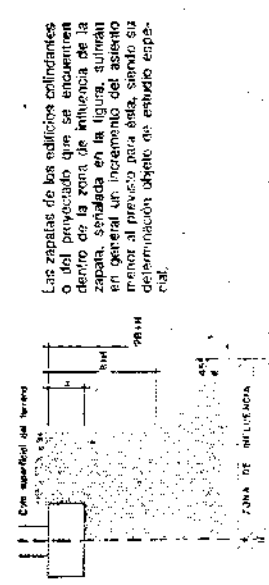 Las zapatas de los edificios colindantes
o del proyectado que se encuentren
dentro de la zona de influencia de la
zapata, señalada en la figura, sufrirán
en general un incremento del asiento
menor al previsto para ésta, siendo su
determinación objeto de estudio espe-
cial.
Cota superficial del terreno
H
B+H
2B+H
45°
ZONA DE INFLUENCIA